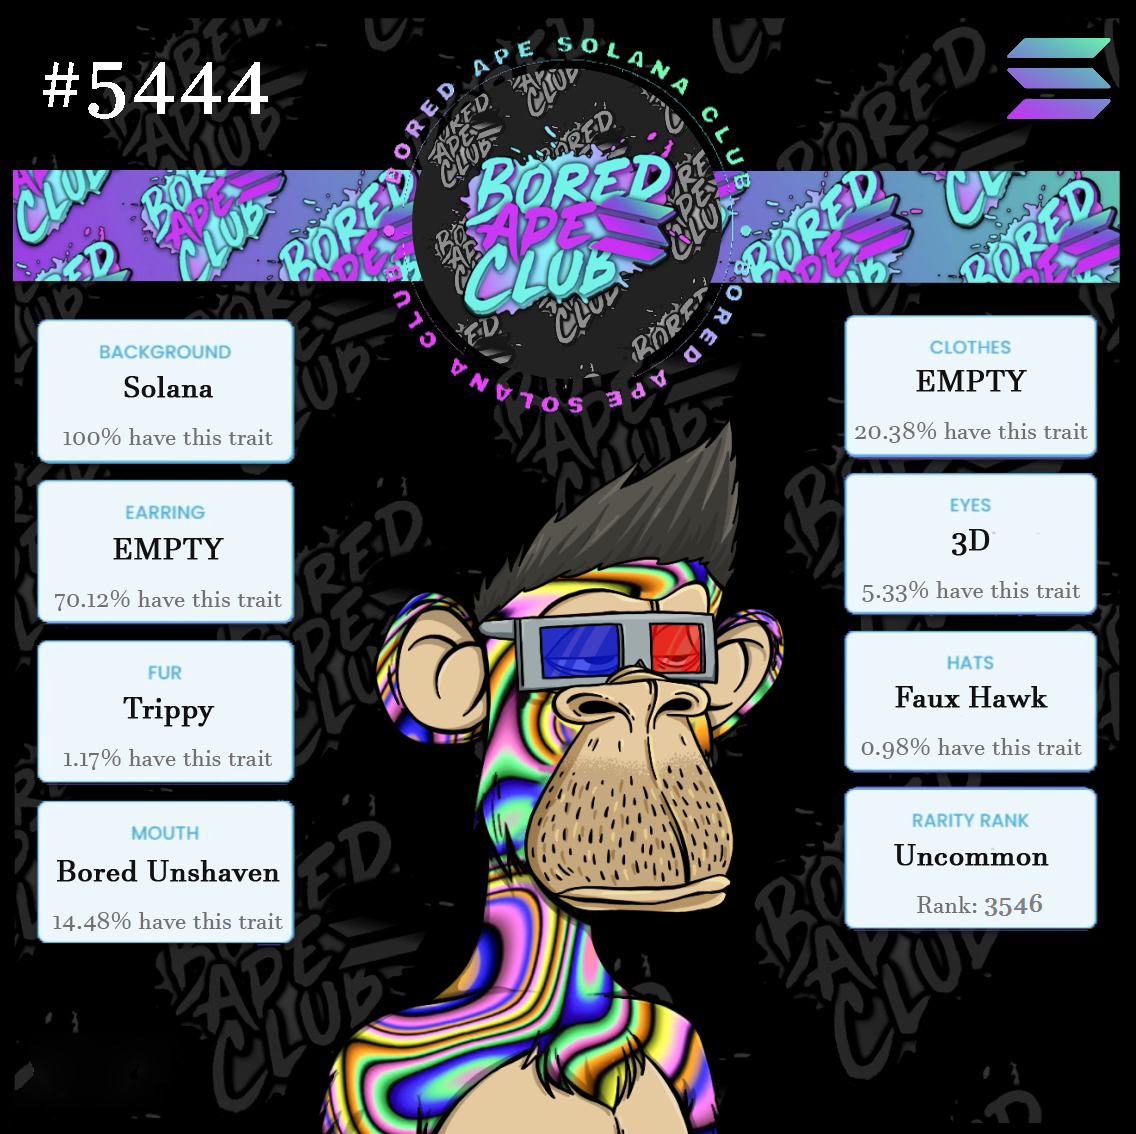 #5444
BORED APE SOLANA CLUB
BORED
APE
CLUB
BORED APE SOLANA CLUB
BACKGROUND
Solana
100% have this trait
EARRING
EMPTY
70.12% have this trait
FUR
Trippy
1.17% have this trait
MOUTH
Bored Unshaven
14.48% have this trait
CLOTHES
EMPTY
20.38% have this trait
EYES
3D
5.33% have this trait
HATS
Faux Hawk
0.98% have this trait
RARITY RANK
Uncommon
Rank: 3546